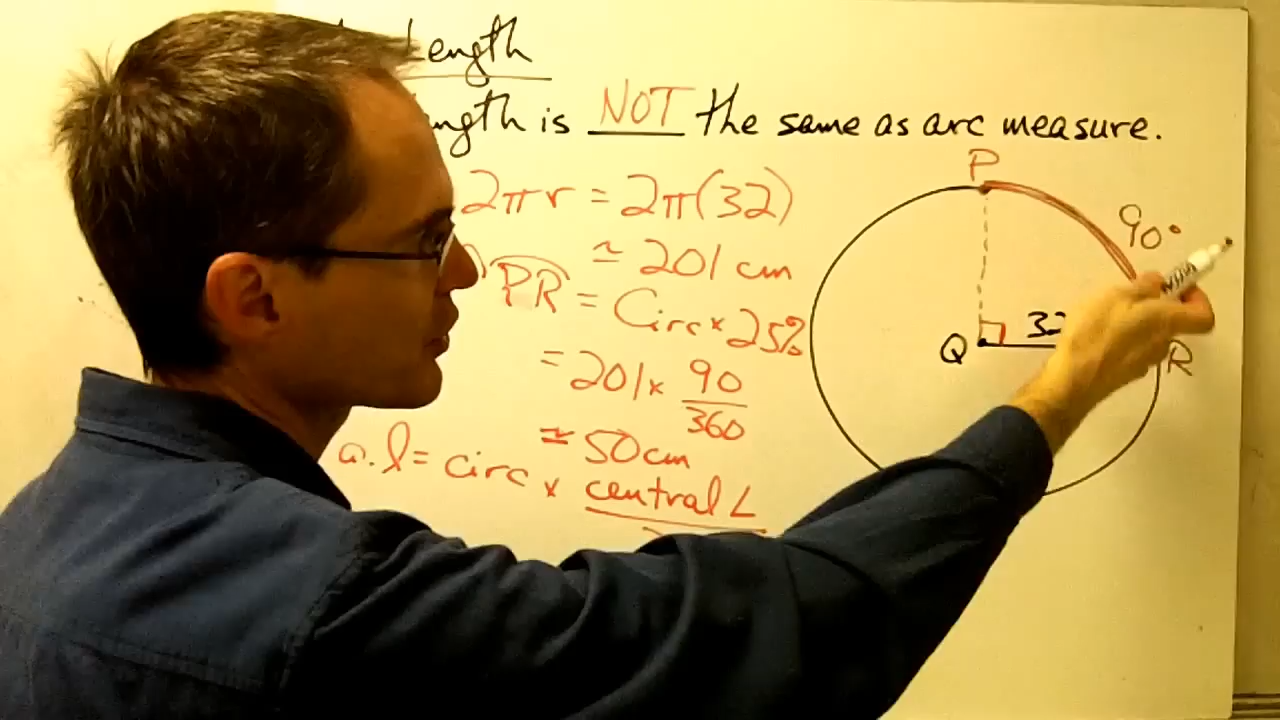 Length
ngth is NOT the same as arc measure.
2πr = 2π(32)
≃ 201 cm
PR = Circ × 25%
= 201 × 90/360
≃ 50 cm
a.l = circ × central ∠
P
90°
Q
32
R